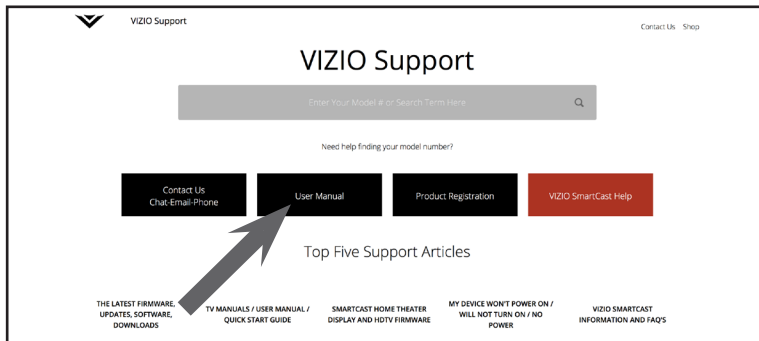 VIZIO Support
Contact Us Shop
VIZIO Support
Enter Your Model # or Search Term Here
Need help finding your model number?
Contact Us
Chat-Email-Phone
User Manual
Product Registration
VIZIO SmartCast Help
Top Five Support Articles
THE LATEST FIRMWARE,
UPDATES, SOFTWARE,
DOWNLOADS
TV MANUALS / USER MANUAL /
QUICK START GUIDE
SMARTCAST HOME THEATER
DISPLAY AND HDTV FIRMWARE
MY DEVICE WON'T POWER ON /
WILL NOT TURN ON / NO
POWER
VIZIO SMARTCAST
INFORMATION AND FAQ'S